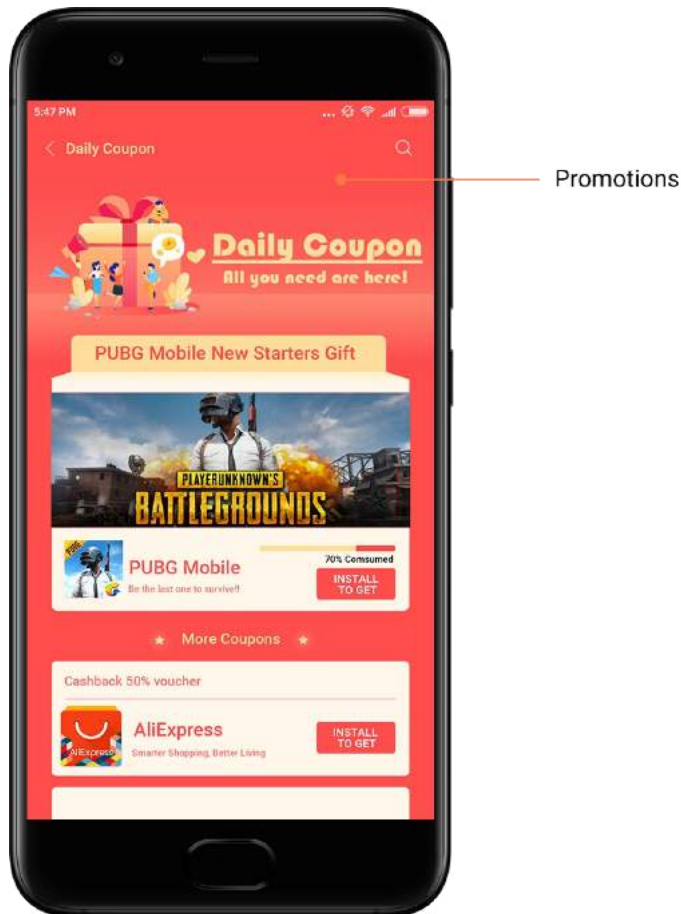 5:47 PM
Daily Coupon
Promotions
Daily Coupon
All you need are here!
PUBG Mobile New Starters Gift
PLAYERUNKNOWN'S
BATTLEGROUNDS
70% Comsumed
PUBG
PUBG Mobile
Be the last one to survive!!
INSTALL
TO GET
More Coupons
Cashback 50% voucher
AliExpress
AliExpress
Smarter Shopping, Better Living
INSTALL
TO GET